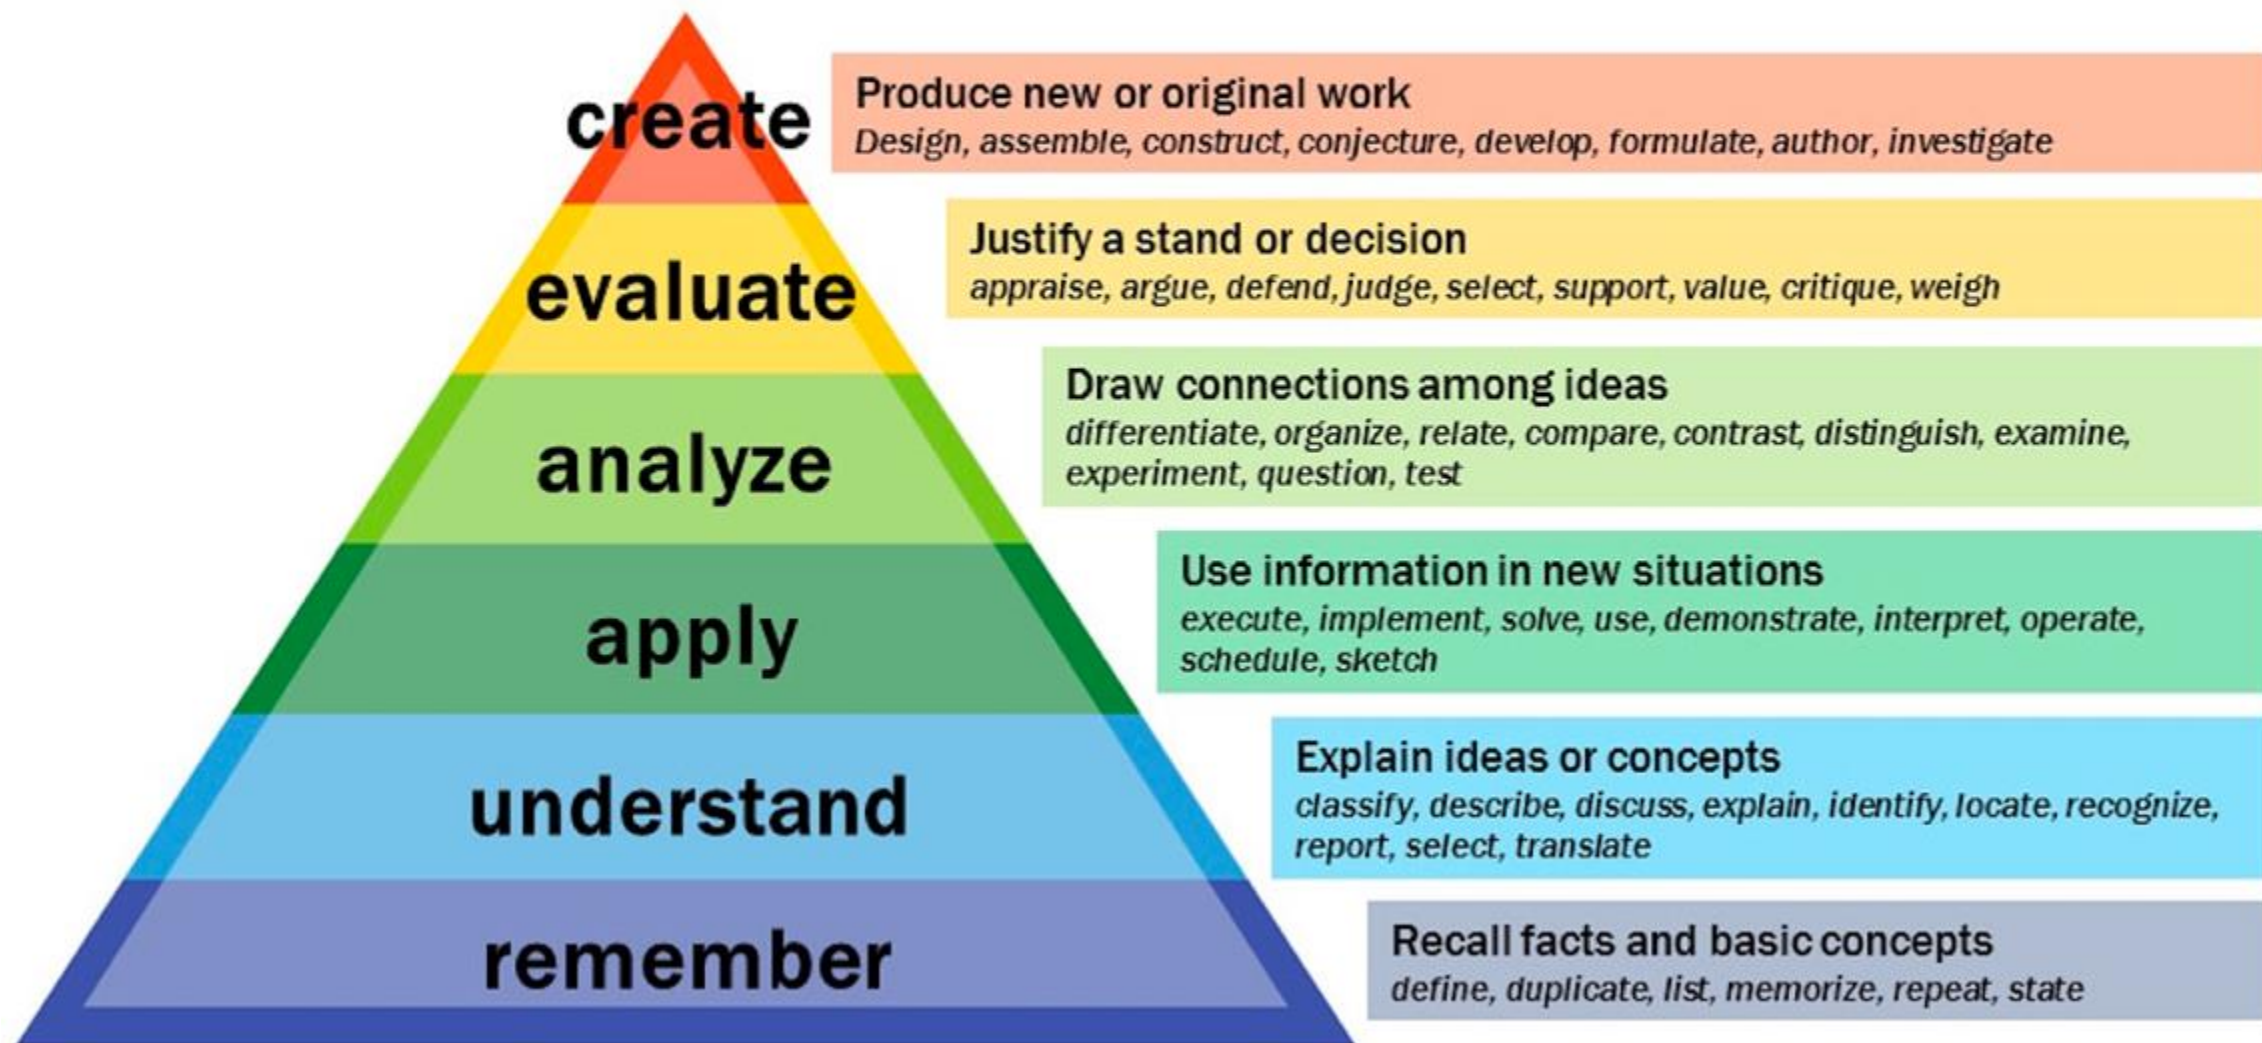 create
Produce new or original work
Design, assemble, construct, conjecture, develop, formulate, author, investigate
evaluate
Justify a stand or decision
appraise, argue, defend, judge, select, support, value, critique, weigh
analyze
Draw connections among ideas
differentiate, organize, relate, compare, contrast, distinguish, examine,
experiment, question, test
apply
Use information in new situations
execute, implement, solve, use, demonstrate, interpret, operate,
schedule, sketch
understand
Explain ideas or concepts
classify, describe, discuss, explain, identify, locate, recognize,
report, select, translate
remember
Recall facts and basic concepts
define, duplicate, list, memorize, repeat, state